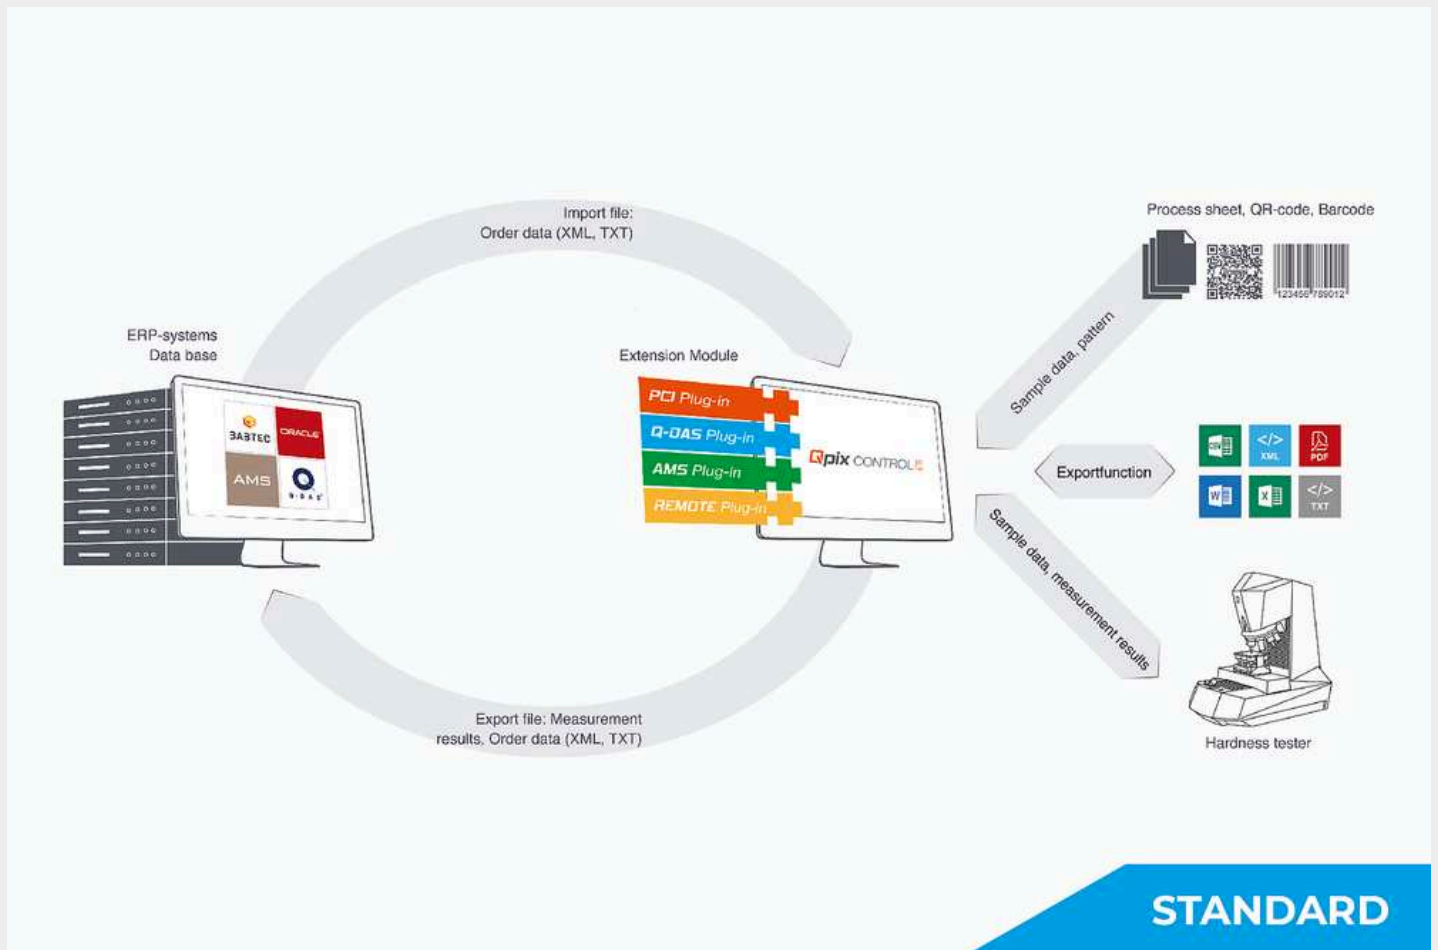 Import file:
Order data (XML, TXT)
Process sheet, QR-code, Barcode
123456 789012
ERP-systems
Data base
Extension Module
Sample data, pattern
BABTEC
ORACLE
AMS
Q-DAS
PCI Plug-in
Q-DAS Plug-in
AMS Plug-in
REMOTE Plug-in
Qpix CONTROL
Exportfunction
</>
XML
PDF
W
X
</>
TXT
Sample data, measurement results
Export file: Measurement
results, Order data (XML, TXT)
Hardness tester
STANDARD